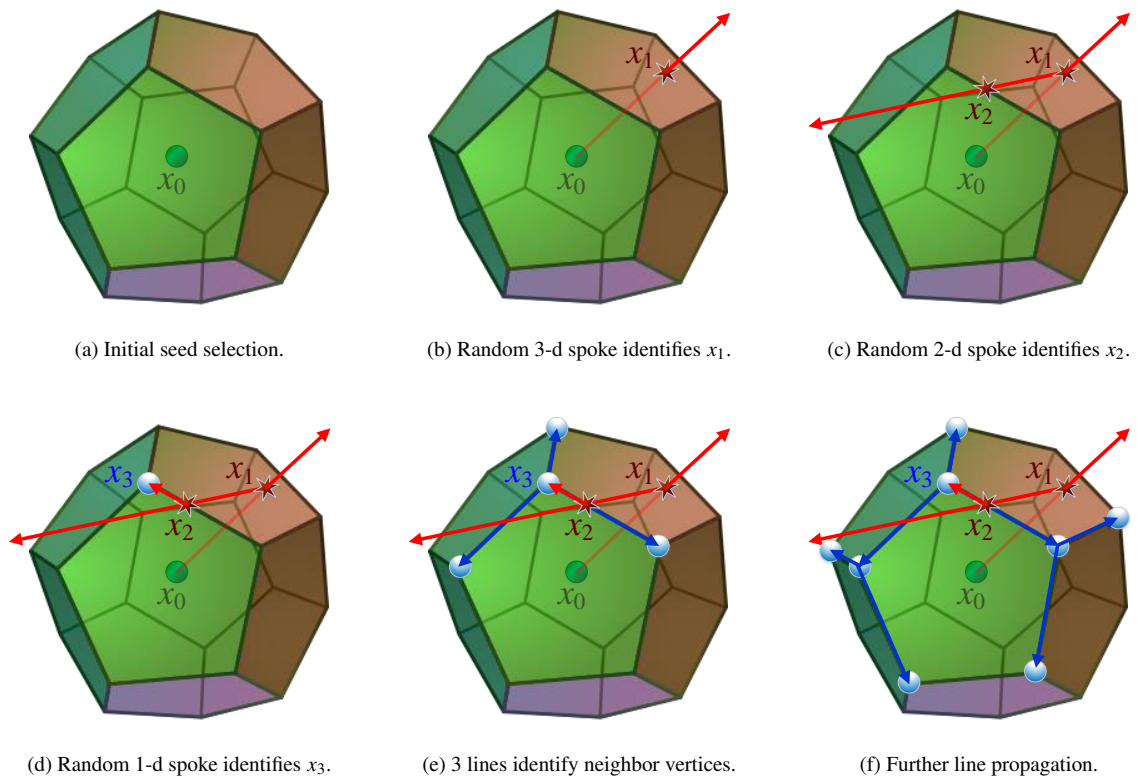 x₀
x₁
x₀
x₁
x₂
x₀
(a) Initial seed selection.
(b) Random 3-d spoke identifies x₁.
(c) Random 2-d spoke identifies x₂.
x₃
x₁
x₂
x₀
x₃
x₁
x₂
x₀
x₃
x₁
x₂
x₀
(d) Random 1-d spoke identifies x₃.
(e) 3 lines identify neighbor vertices.
(f) Further line propagation.